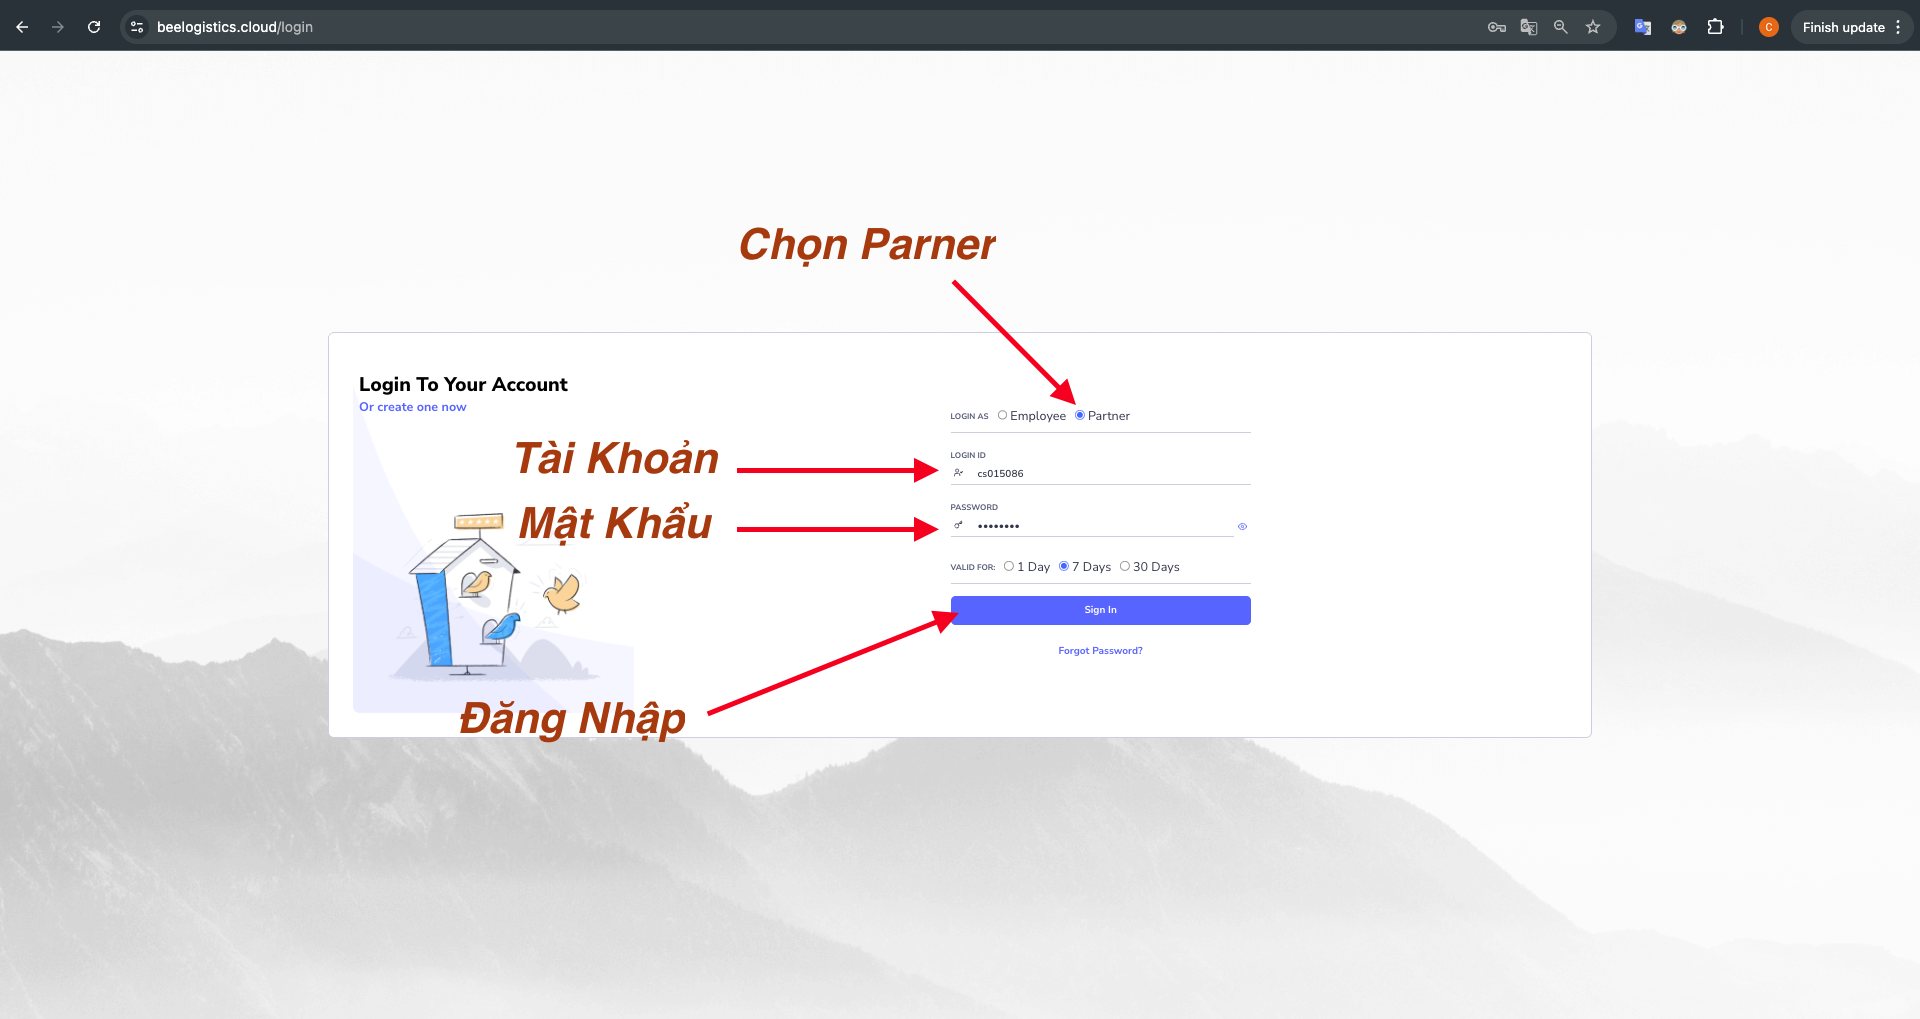 beelogistics.cloud/login
C
Finish update
Chọn Parner
Login To Your Account
Or create one now
LOGIN AS Employee Partner
Tài Khoản
LOGIN ID
cs015086
Mật Khẩu
PASSWORD
••••••••
VALID FOR: 1 Day 7 Days 30 Days
Sign In
Forgot Password?
Đăng Nhập